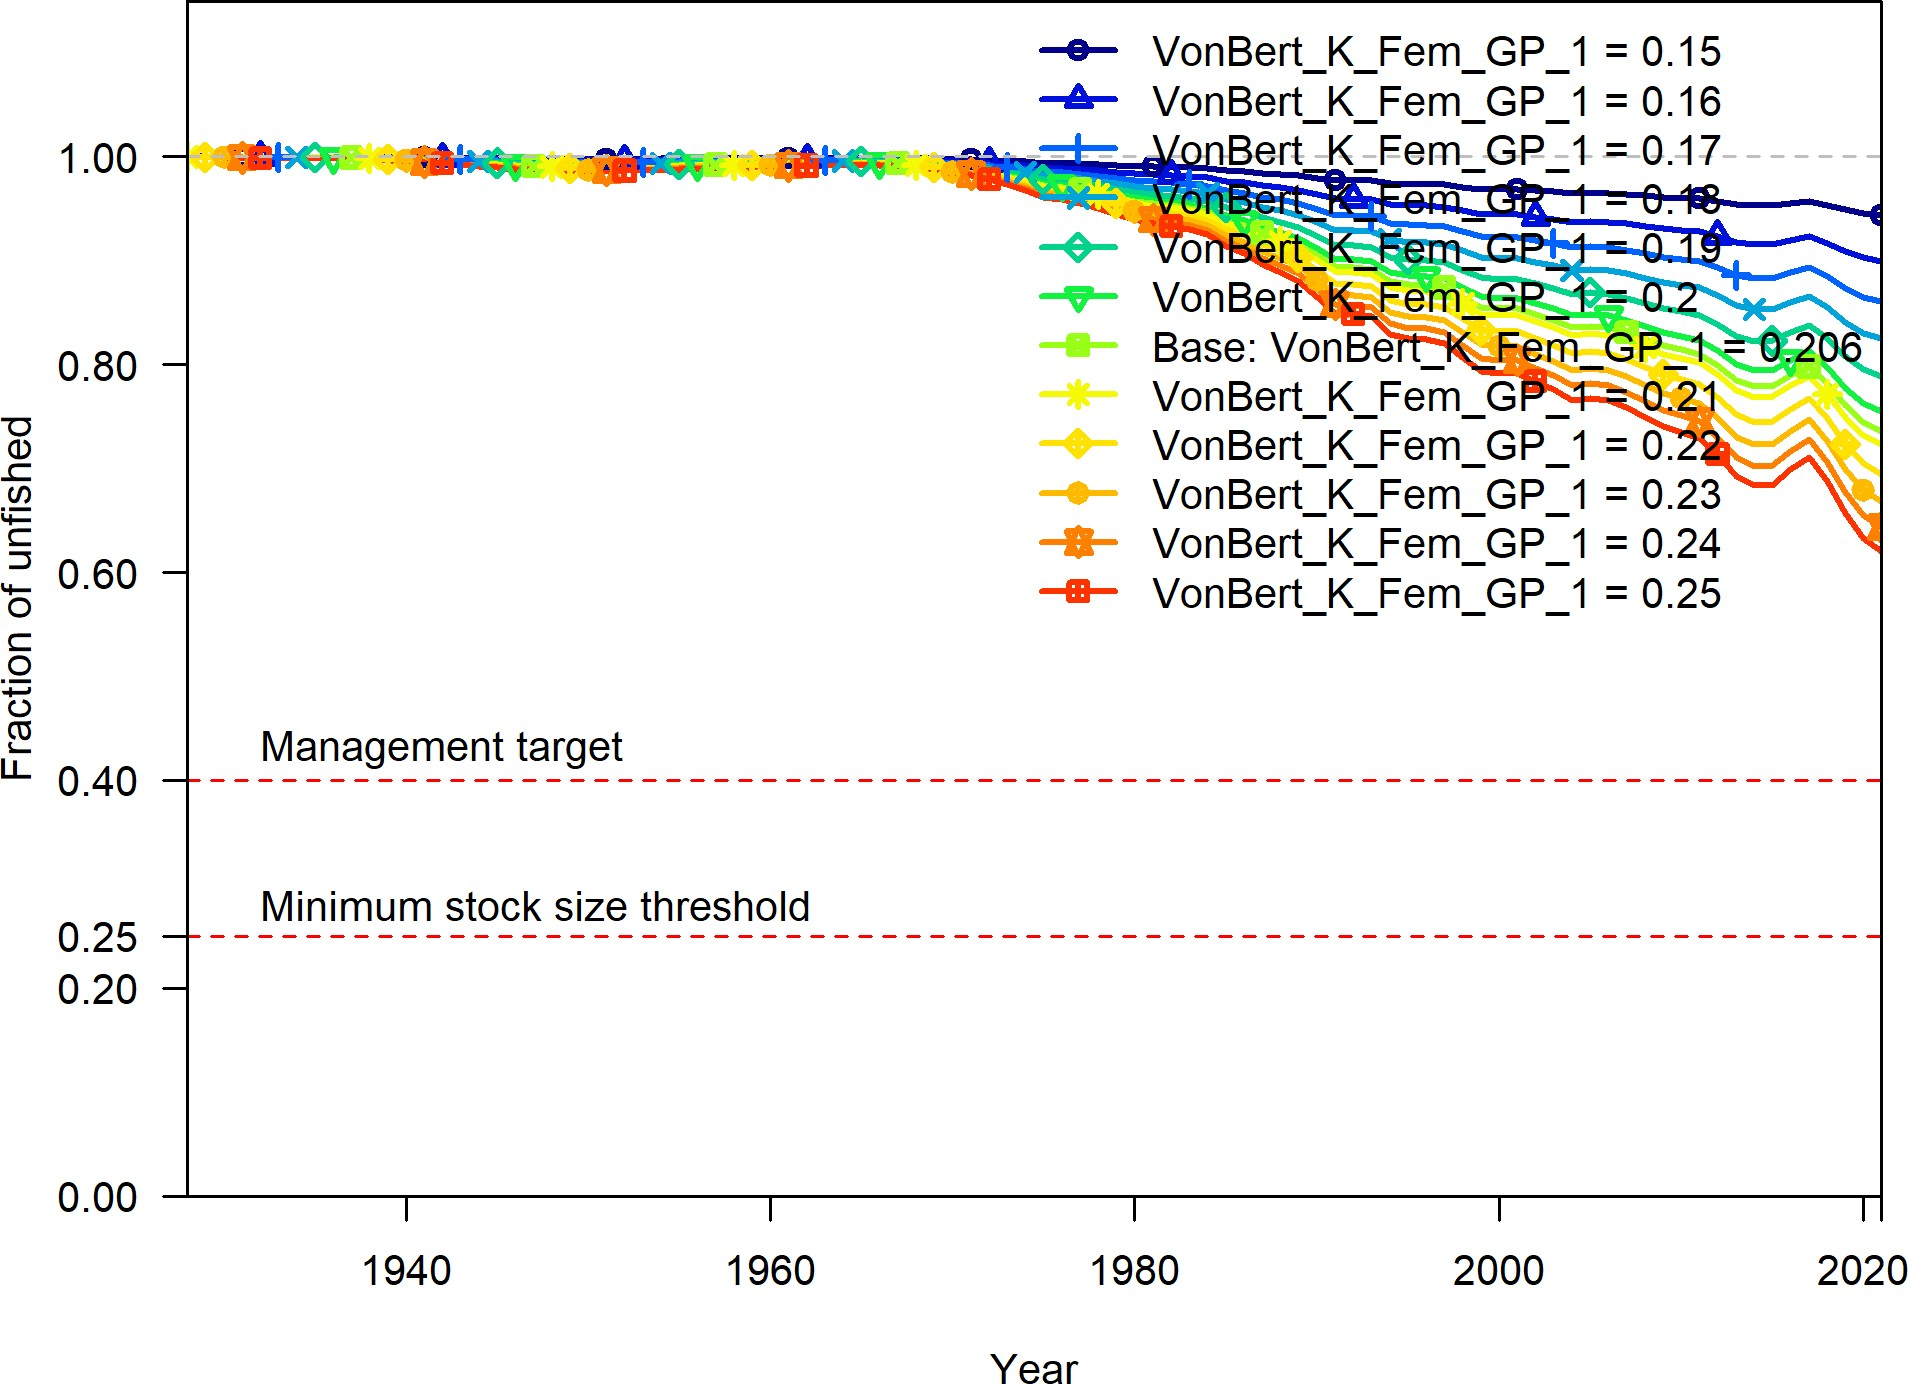 VonBert_K_Fem_GP_1 = 0.15
VonBert_K_Fem_GP_1 = 0.16
VonBert_K_Fem_GP_1 = 0.17
VonBert_K_Fem_GP_1 = 0.18
VonBert_K_Fem_GP_1 = 0.19
VonBert_K_Fem_GP_1 = 0.2
Base: VonBert_K_Fem_GP_1 = 0.206
VonBert_K_Fem_GP_1 = 0.21
VonBert_K_Fem_GP_1 = 0.22
VonBert_K_Fem_GP_1 = 0.23
VonBert_K_Fem_GP_1 = 0.24
VonBert_K_Fem_GP_1 = 0.25
Fraction of unfished
1.00
0.80
0.60
0.40
0.25
0.20
0.00
Management target
Minimum stock size threshold
1940 1960 1980 2000 2020
Year